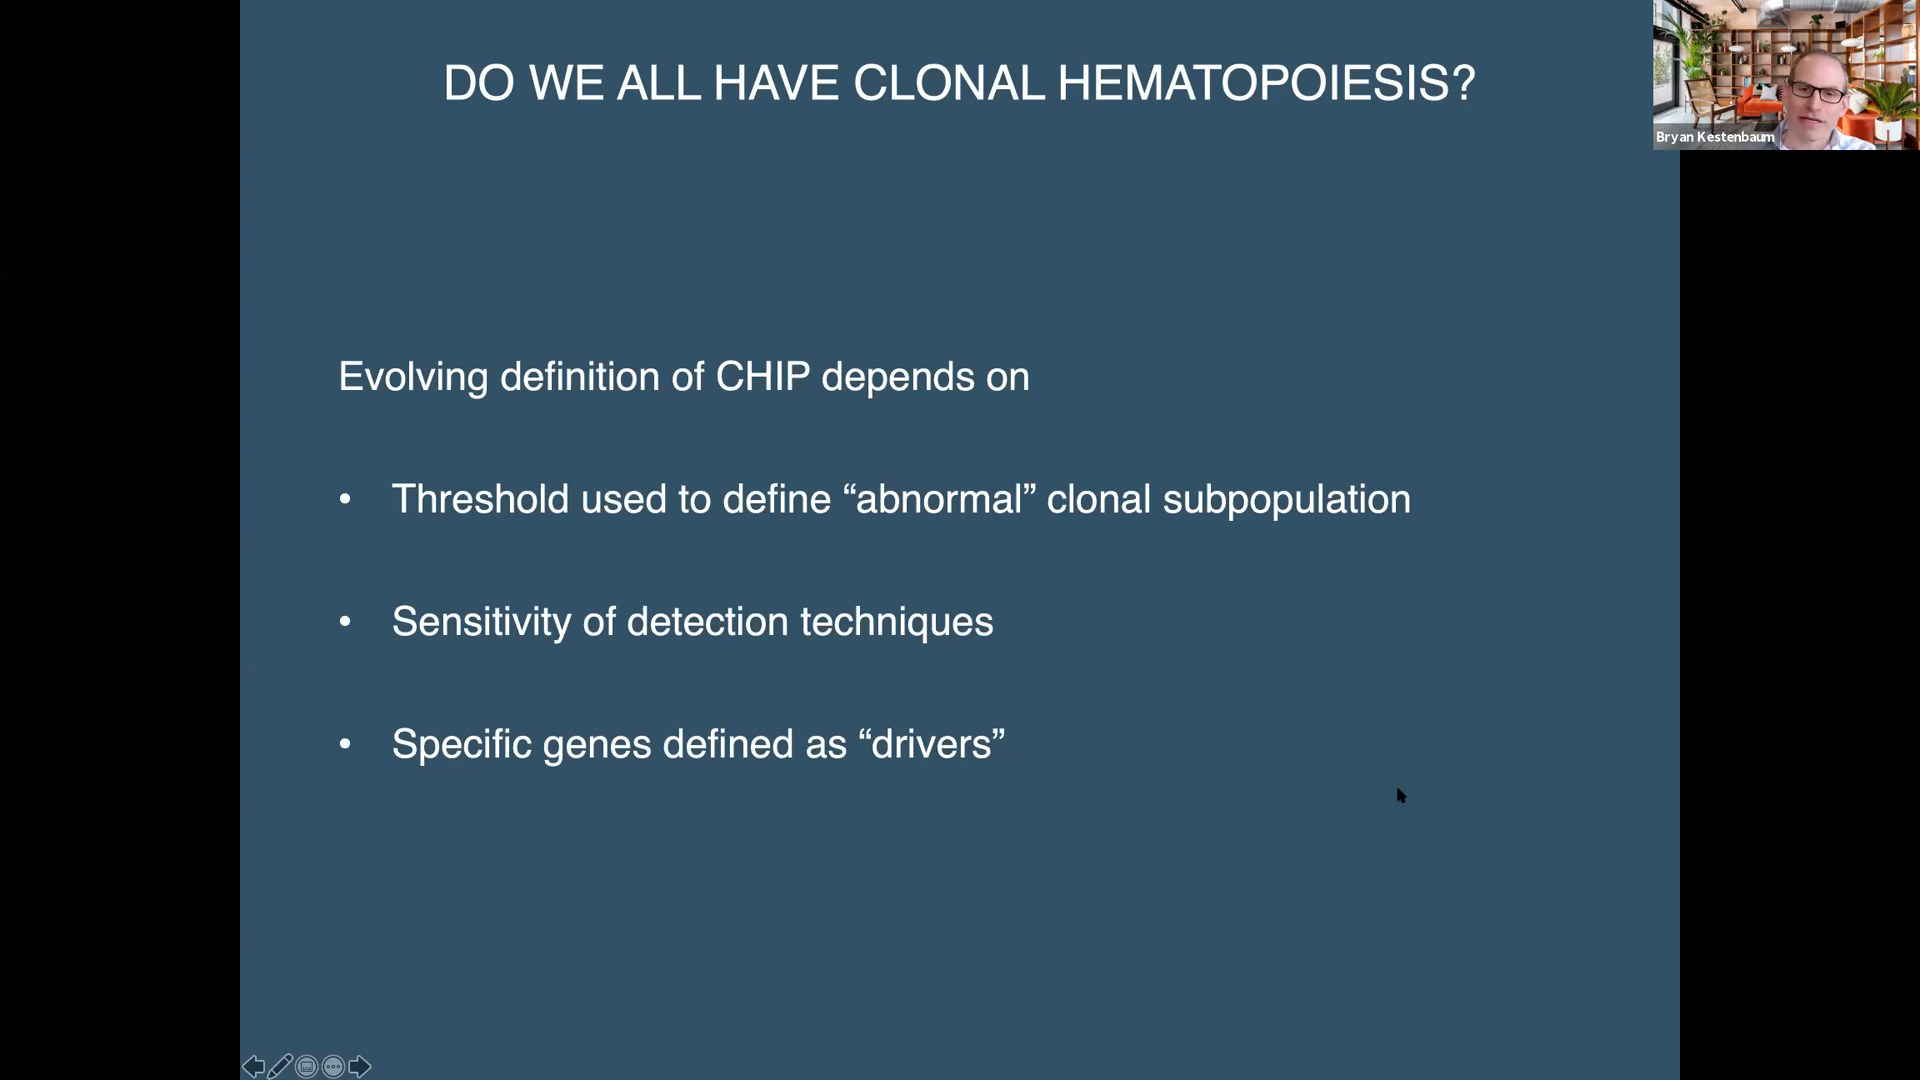 DO WE ALL HAVE CLONAL HEMATOPOIESIS?
Bryan Kestenbaum
Evolving definition of CHIP depends on
• Threshold used to define “abnormal” clonal subpopulation
• Sensitivity of detection techniques
• Specific genes defined as “drivers”